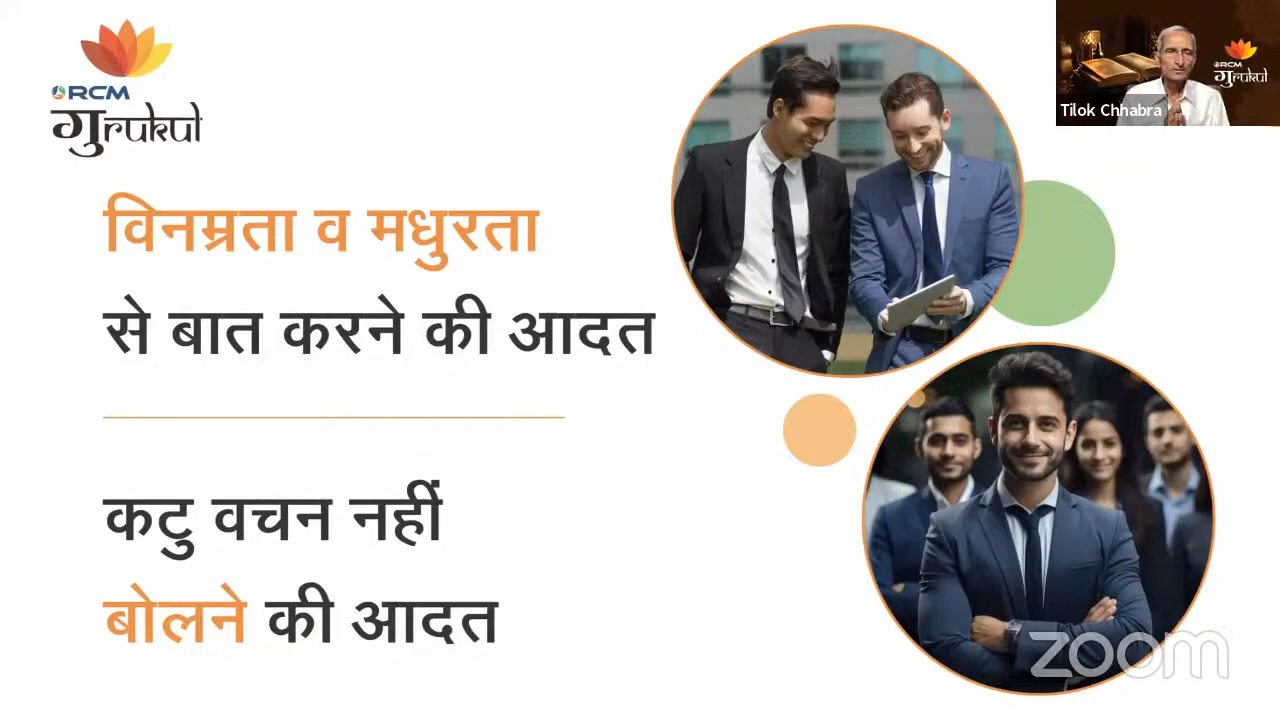 RCM
गुrukul
विनम्रता व मधुरता
से बात करने की आदत
कटु वचन नहीं
बोलने की आदत
RCM
गुrukul
Tilok Chhabra
zoom